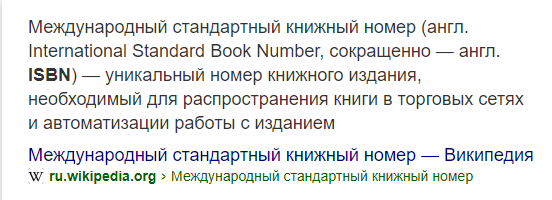 Международный стандартный книжный номер (англ.
International Standard Book Number, сокращенно — англ.
ISBN) — уникальный номер книжного издания,
необходимый для распространения книги в торговых сетях
и автоматизации работы с изданием
Международный стандартный книжный номер — Википедия
W ru.wikipedia.org › Международный стандартный книжный номер